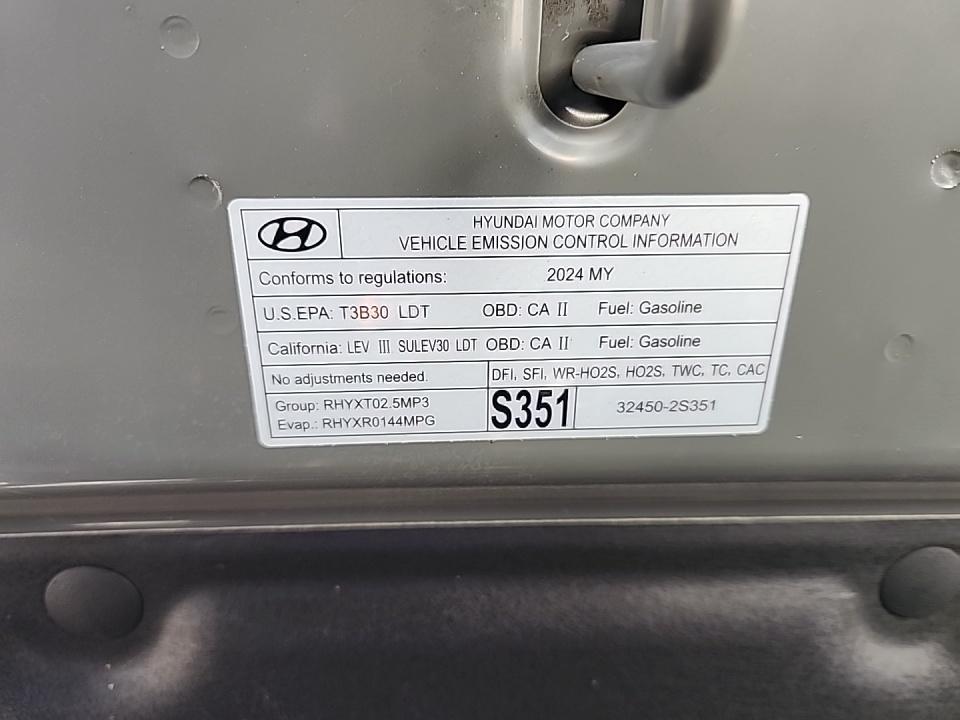 HYUNDAI MOTOR COMPANY
VEHICLE EMISSION CONTROL INFORMATION
Conforms to regulations: 2024 MY
U.S.EPA: T3B30 LDT OBD: CA II Fuel: Gasoline
California: LEV III SULEV30 LDT OBD: CA II Fuel: Gasoline
No adjustments needed. DFI, SFI, WR-HO2S, HO2S, TWC, TC, CAC
Group: RHYXT02.5MP3
Evap.: RHYXR0144MPG
S351 32450-2S351